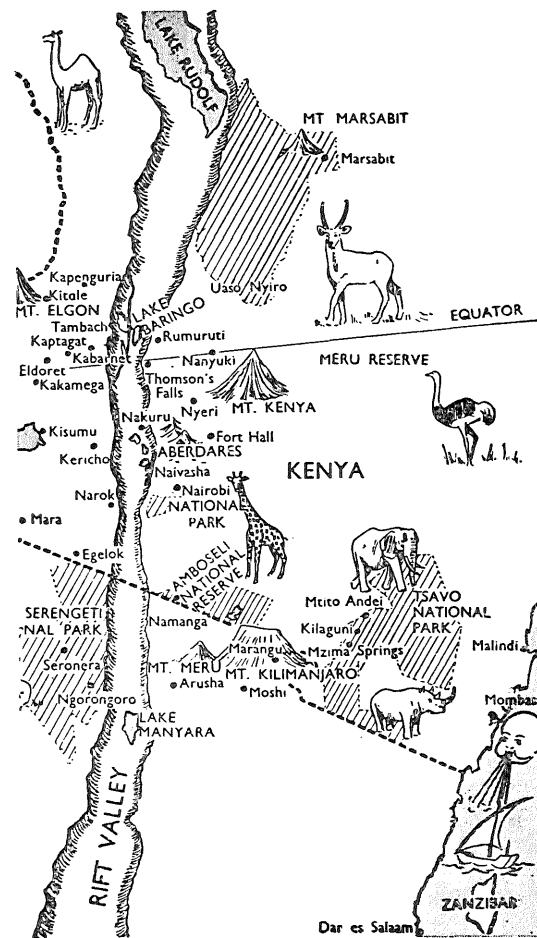 LAKE RUDOLF
MT MARSABIT
Marsabit
Kapenguria
Kitale
MT. ELGON
Uaso Nyiro
LAKE
BARINGO
EQUATOR
Tambach
Rumuruti
Kaptagat
Kabarnet
Nanyuki
MERU RESERVE
Eldoret
Thomson's
Falls
Kakamega
Nyeri
MT. KENYA
Nakuru
Kisumu
Fort Hall
ABERDARES
Kericho
Naivasha
KENYA
Nairobi
Narok
NATIONAL
PARK
Mara
Egelok
AMBOSELI
NATIONAL
RESERVE
Mtito Andei
TSAVO
NATIONAL
PARK
SERENGETI
NAL PARK
Namanga
Kilaguni
Marangu
Mzima Springs
Malindi
Seronera
MT. MERU
MT. KILIMANJARO
Arusha
Moshi
Ngorongoro
Mombas
LAKE
MANYARA
RIFT VALLEY
ZANZIBAR
Dar es Salaam